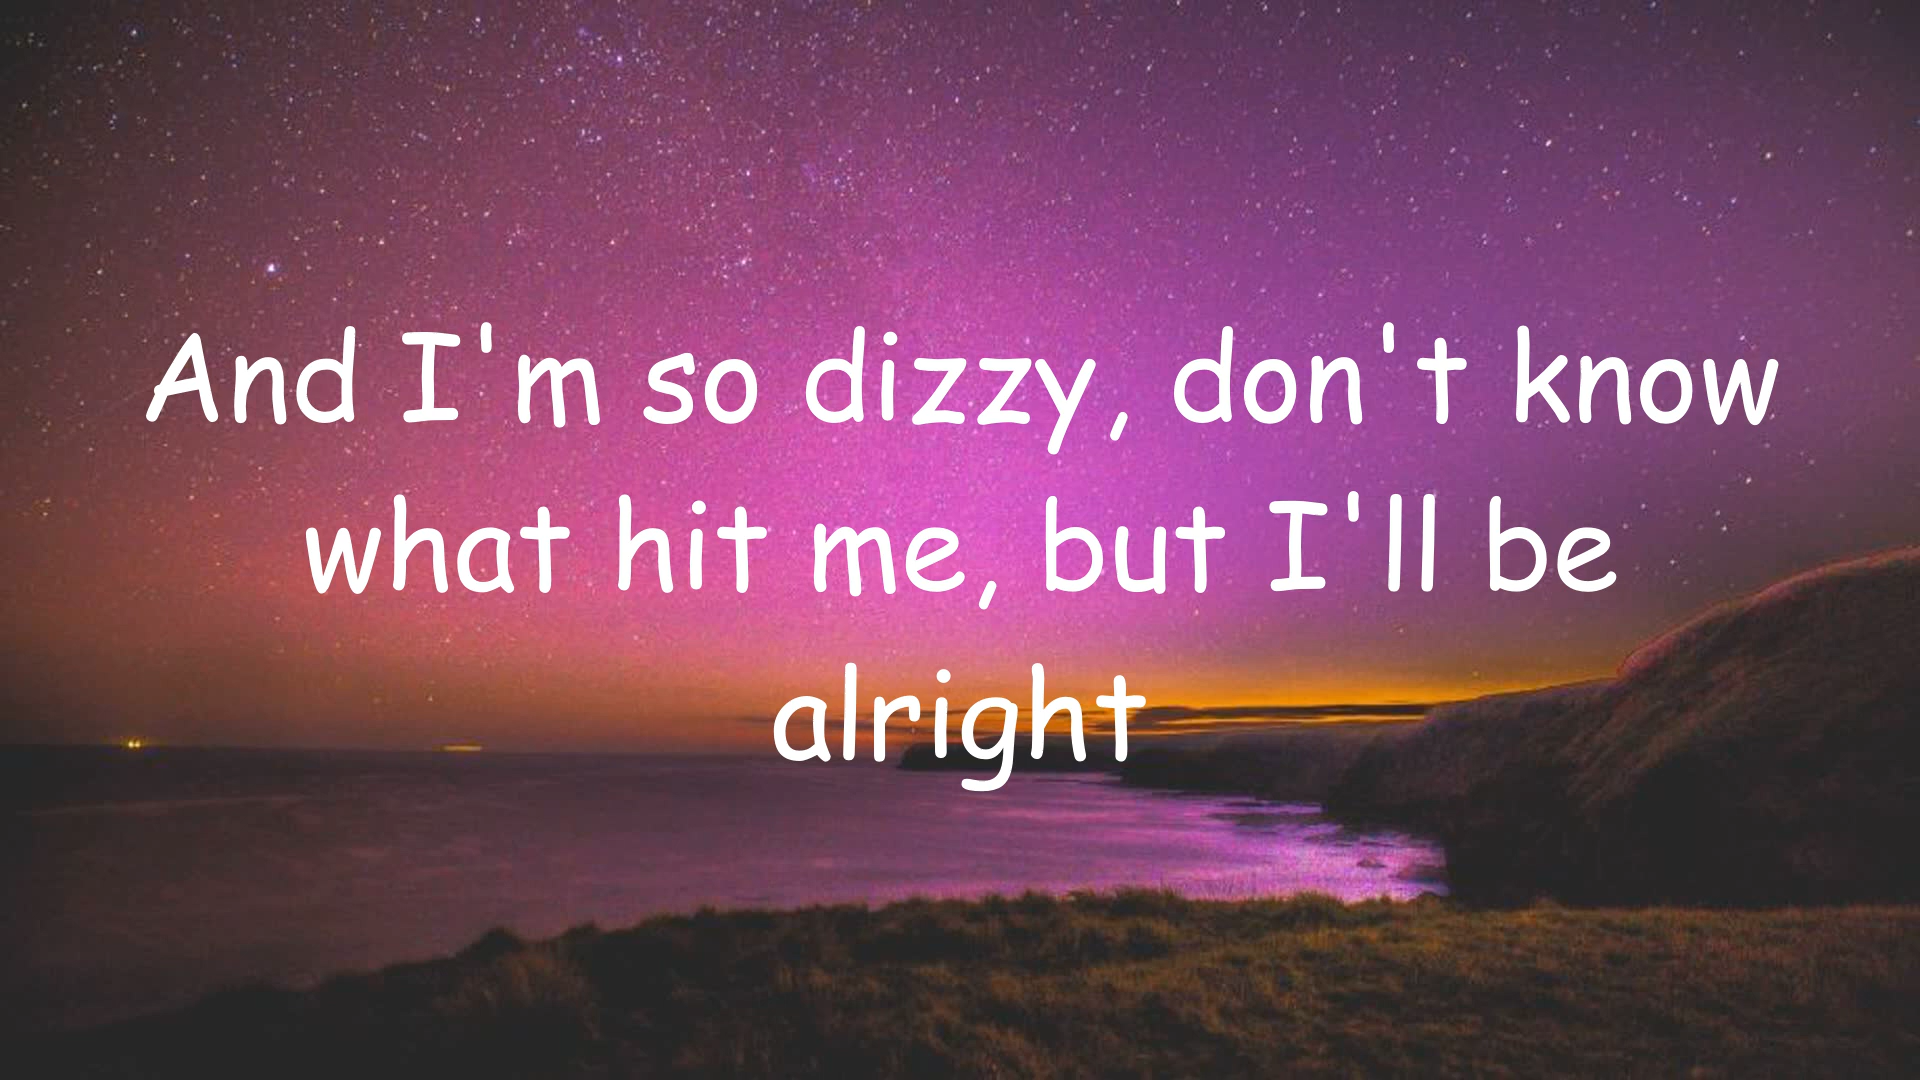 And I'm so dizzy, don't know
what hit me, but I'll be
alright